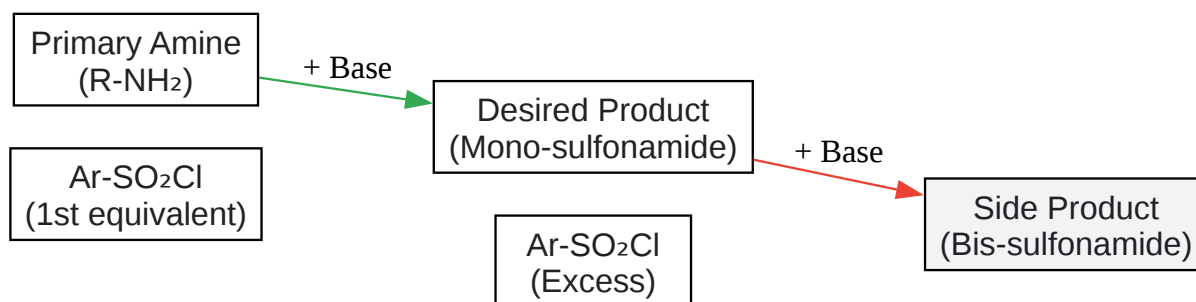 Primary Amine
(R-NH₂)
+ Base
Ar-SO₂Cl
(1st equivalent)
Desired Product
(Mono-sulfonamide)
+ Base
Ar-SO₂Cl
(Excess)
Side Product
(Bis-sulfonamide)